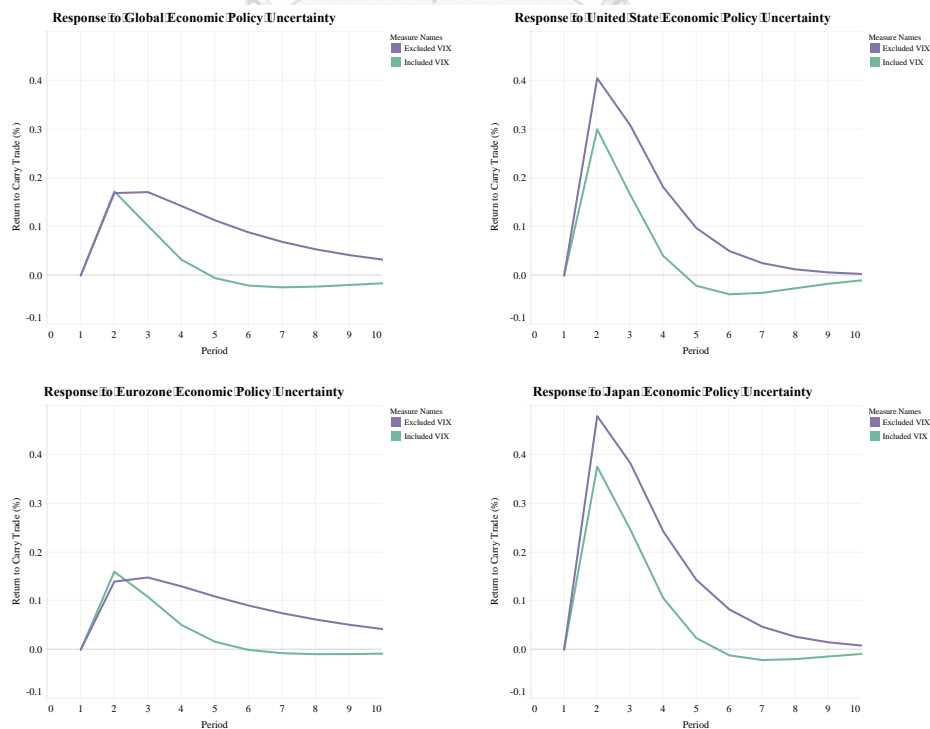 Response to Global Economic Policy Uncertainty
Measure Names
Excluded VIX
Included VIX
Return to Carry Trade (%)
0.4
0.3
0.2
0.1
0.0
-0.1
0 1 2 3 4 5 6 7 8 9 10
Period
Response to United State Economic Policy Uncertainty
Measure Names
Excluded VIX
Included VIX
Return to Carry Trade (%)
0.4
0.3
0.2
0.1
0.0
-0.1
0 1 2 3 4 5 6 7 8 9 10
Period
Response to Eurozone Economic Policy Uncertainty
Measure Names
Excluded VIX
Included VIX
Return to Carry Trade (%)
0.4
0.3
0.2
0.1
0.0
-0.1
0 1 2 3 4 5 6 7 8 9 10
Period
Response to Japan Economic Policy Uncertainty
Measure Names
Excluded VIX
Included VIX
Return to Carry Trade (%)
0.4
0.3
0.2
0.1
0.0
-0.1
0 1 2 3 4 5 6 7 8 9 10
Period